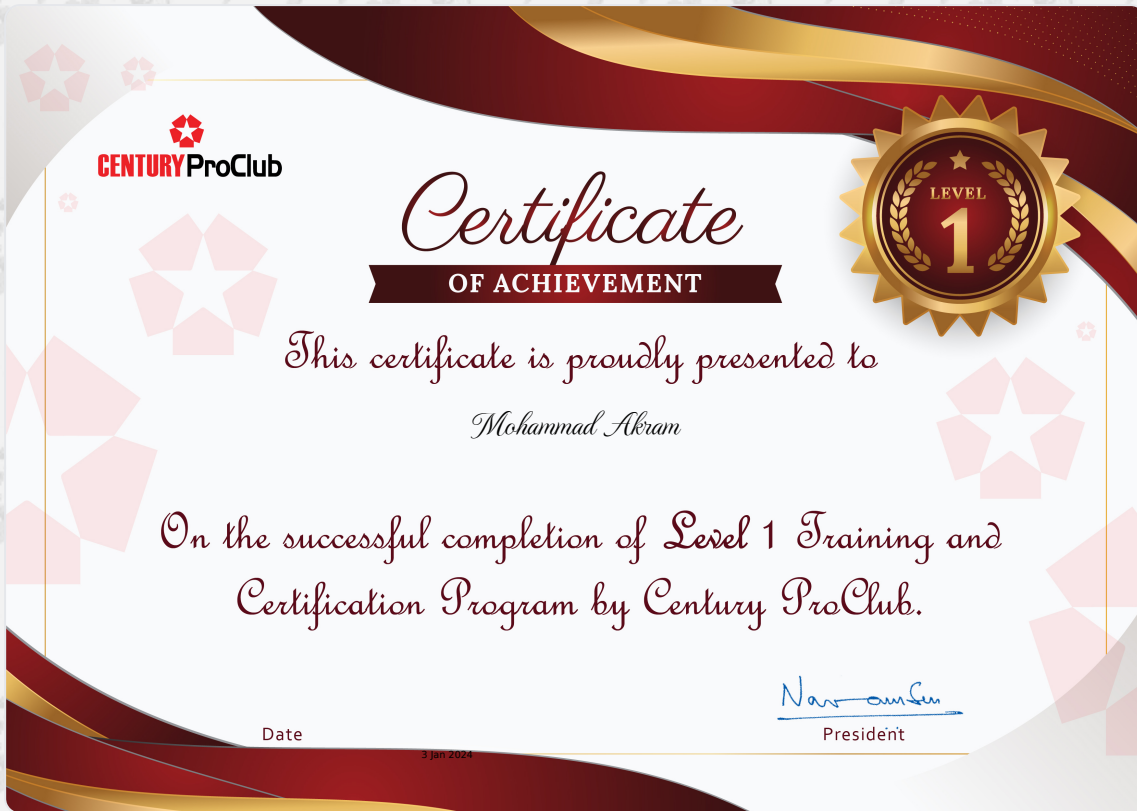 CENTURY ProClub
LEVEL
1
Certificate
OF ACHIEVEMENT
This certificate is proudly presented to
Mohammad Akram
On the successful completion of Level 1 Training and
Certification Program by Century ProClub.
Date
President
3 Jan 2024